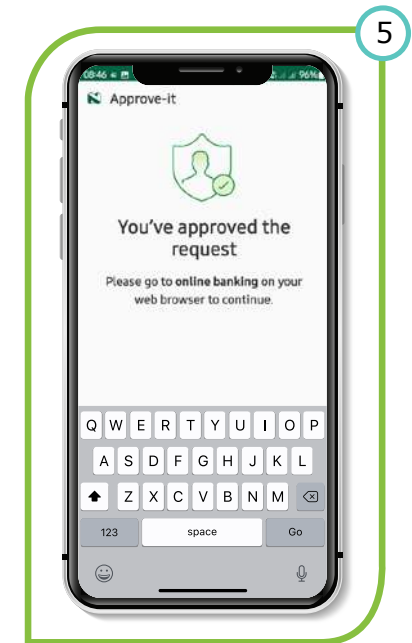 5
08:46
96%
Approve-it
You've approved the
request
Please go to online banking on your
web browser to continue.
Q W E R T Y U I O P
A S D F G H J K L
Z X C V B N M
123 space Go